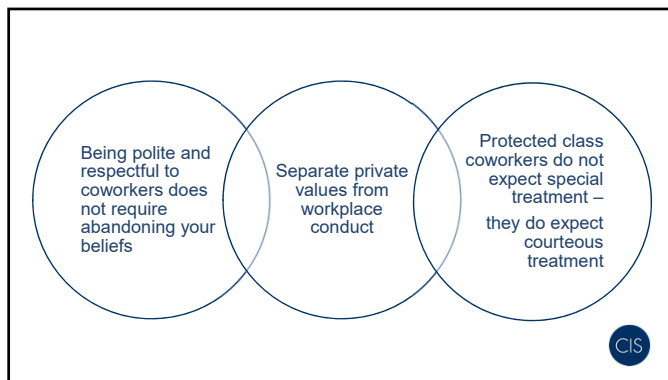 Being polite and
respectful to
coworkers does
not require
abandoning your
beliefs
Separate private
values from
workplace
conduct
Protected class
coworkers do not
expect special
treatment –
they do expect
courteous
treatment
CIS